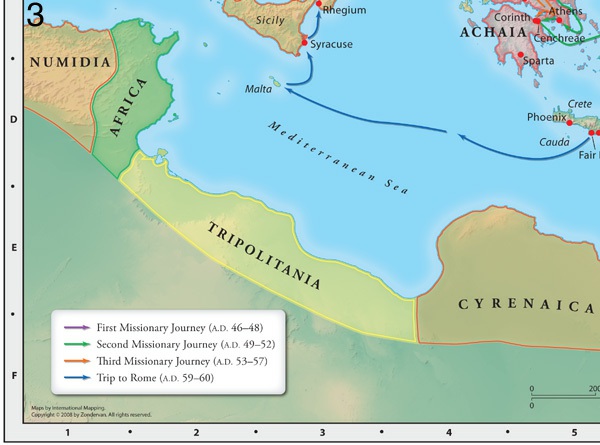 3
Rhegium
Sicily
Syracuse
Malta
Corinth
Athens
ACHAIA
Cenchreae
Sparta
Crete
Phoenix
Cauda
Fair
NUMIDIA
AFRICA
Mediterranean Sea
TRIPOLITANIA
CYRENAICA
D
E
F
First Missionary Journey (A.D. 46–48)
Second Missionary Journey (A.D. 49–52)
Third Missionary Journey (A.D. 53–57)
Trip to Rome (A.D. 59–60)
Maps by International Mapping.
Copyright © 2008 by Zondervan. All rights reserved.
0 200
0
1 2 3 4 5